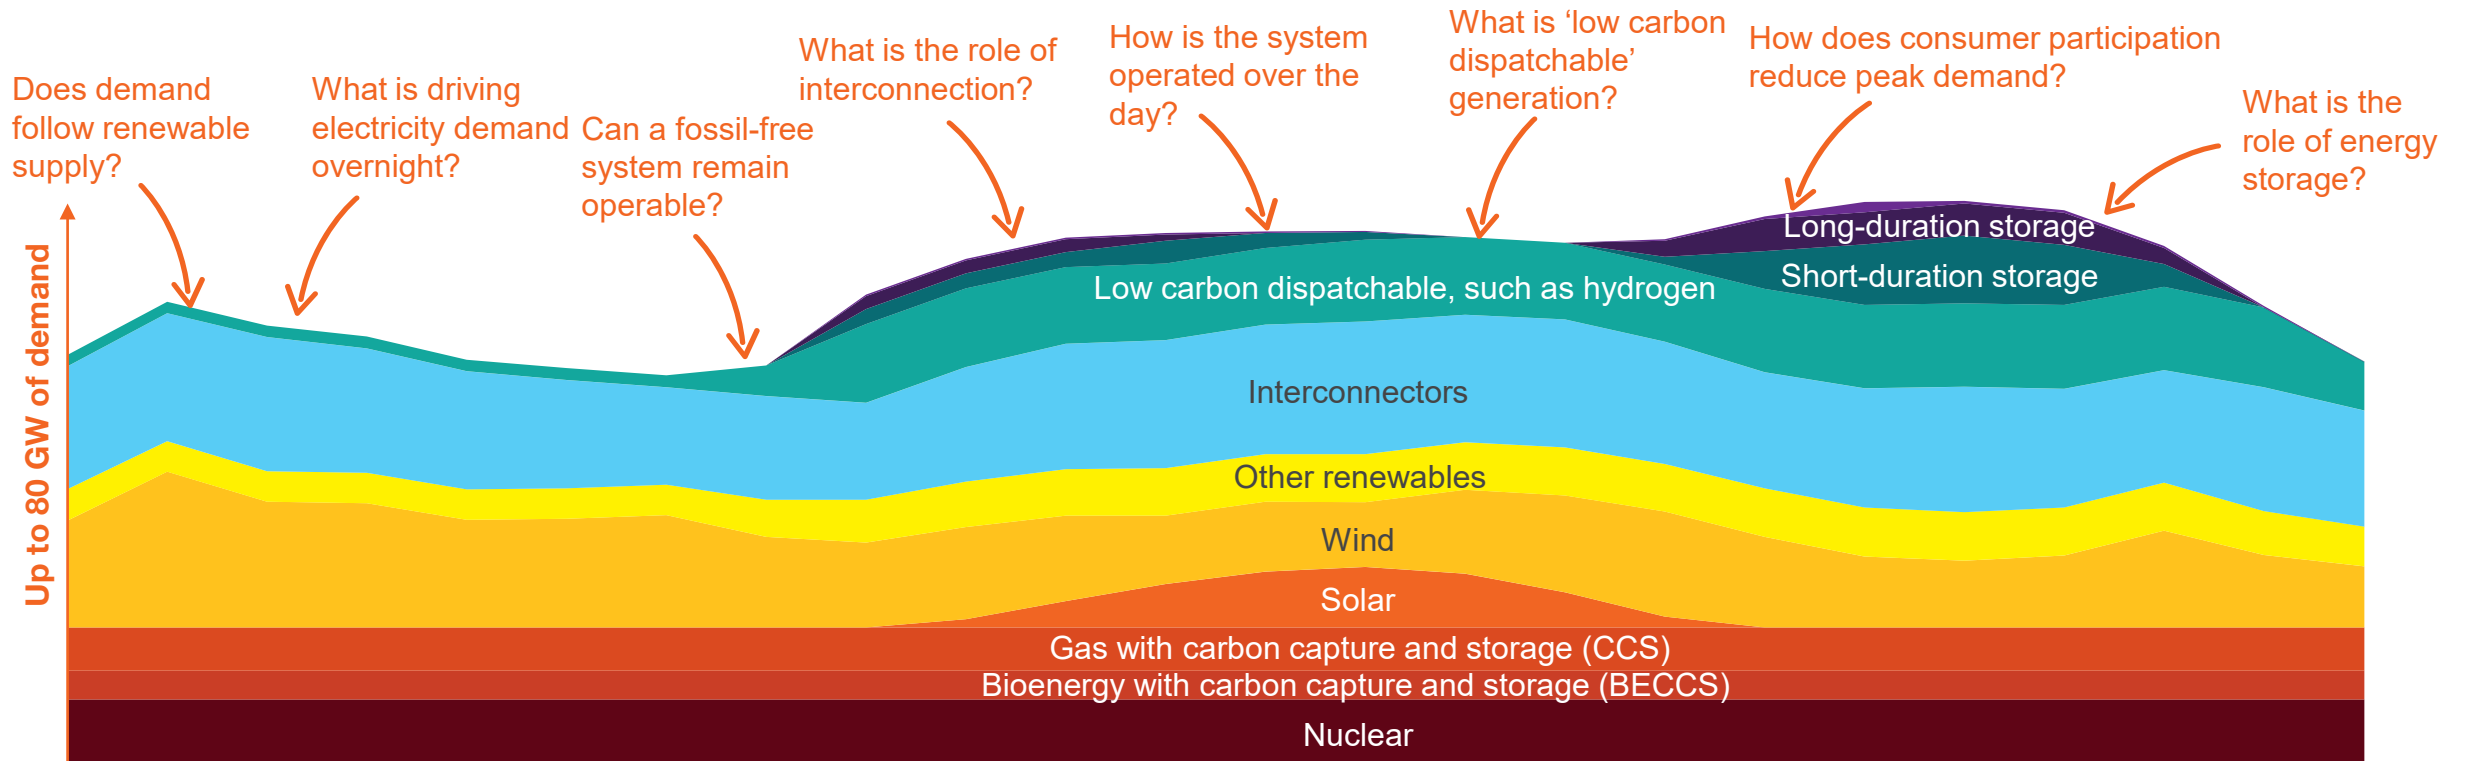 Does demand
follow renewable
supply?
What is driving
electricity demand
overnight?
Can a fossil-free
system remain
operable?
What is the role of
interconnection?
How is the system
operated over the
day?
What is ‘low carbon
dispatchable’
generation?
How does consumer participation
reduce peak demand?
What is the
role of energy
storage?
Up to 80 GW of demand
Long-duration storage
Short-duration storage
Low carbon dispatchable, such as hydrogen
Interconnectors
Other renewables
Wind
Solar
Gas with carbon capture and storage (CCS)
Bioenergy with carbon capture and storage (BECCS)
Nuclear